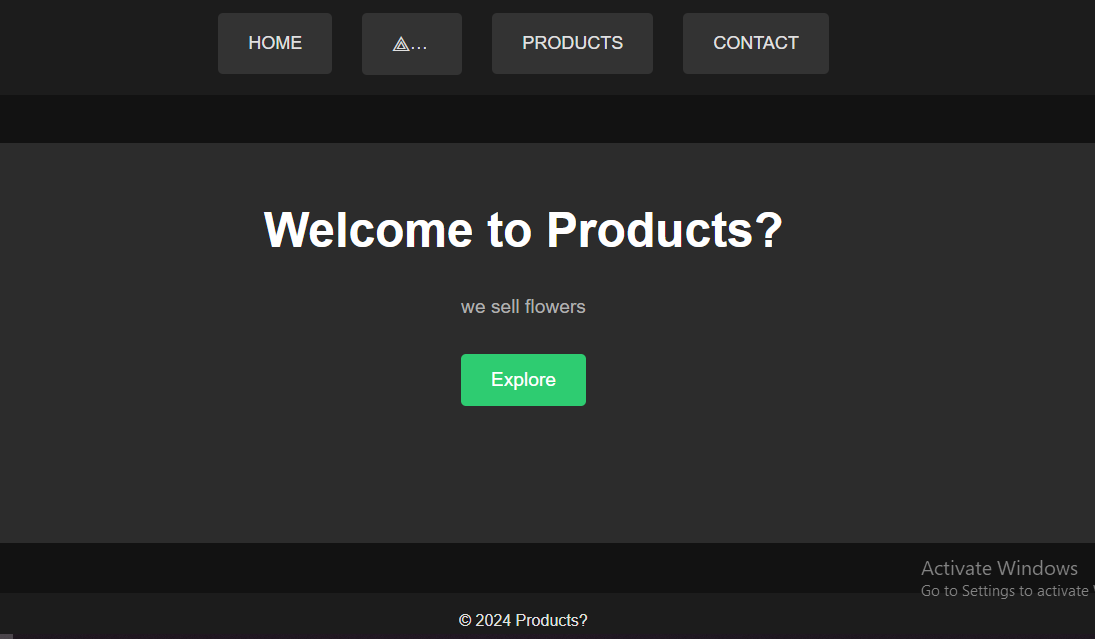 HOME
⟁…
PRODUCTS
CONTACT
Welcome to Products?
we sell flowers
Explore
Activate Windows
Go to Settings to activate
© 2024 Products?